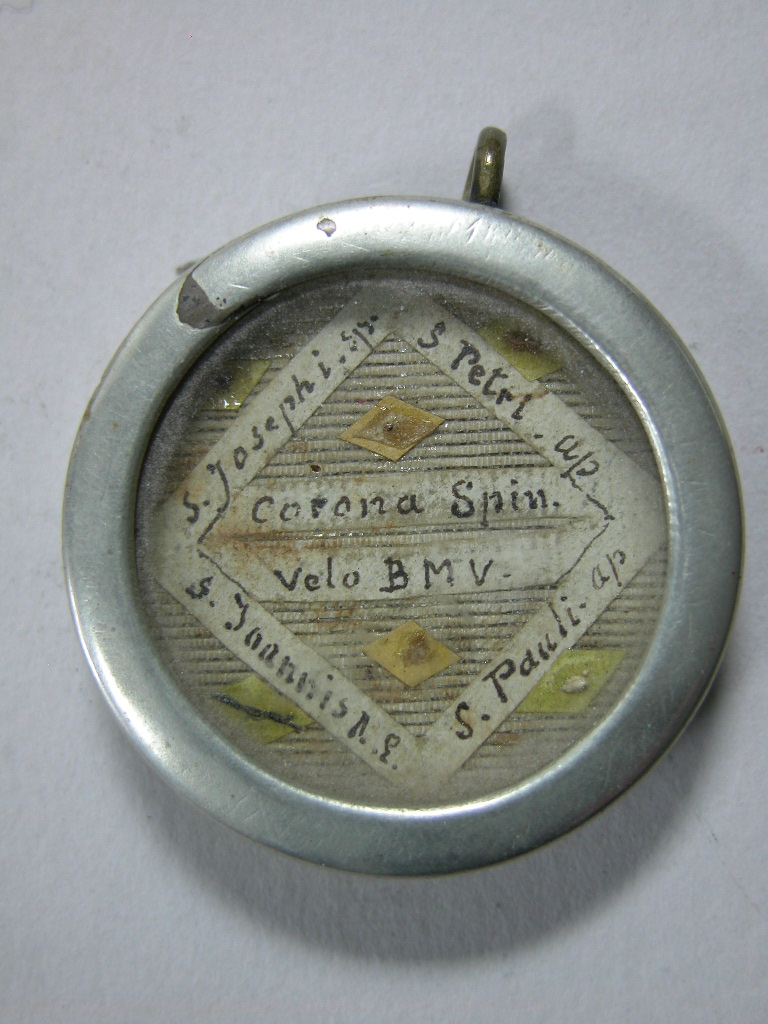 S. Josephi. sp
S Petri. ap
Corona Spin.
Velo BMV.
S. Joannis A. E.
S. Pauli. ap